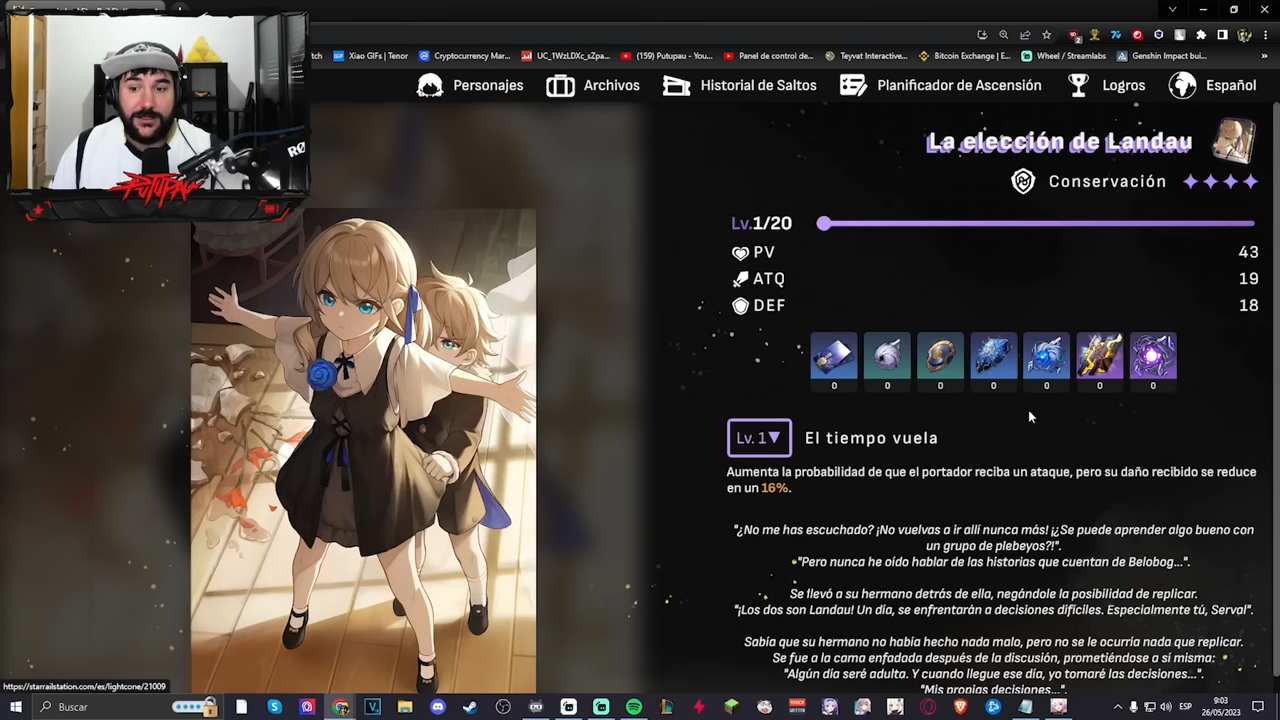 tch
Xiao GIFs | Tenor
Cryptocurrency Mar...
UC_1WzLDXc_sZpa...
(159) Putupau - You...
Panel de control de...
Teyvat Interactive...
Bitcoin Exchange | E...
Wheel / Streamlabs
Genshin Impact bui...
»
Personajes
Archivos
Historial de Saltos
Planificador de Ascensión
Logros
Español
La elección de Landau
Conservación
Lv.1/20
PV 43
ATQ 19
DEF 18
0 0 0 0 0 0 0
Lv. 1▼
El tiempo vuela
Aumenta la probabilidad de que el portador reciba un ataque, pero su daño recibido se reduce
en un 16%.
"¿No me has escuchado? ¡No vuelvas a ir allí nunca más! ¡¿Se puede aprender algo bueno con
un grupo de plebeyos?!".
"Pero nunca he oído hablar de las historias que cuentan de Belobog...".
Se llevó a su hermano detrás de ella, negándole la posibilidad de replicar.
"¡Los dos son Landau! Un día, se enfrentarán a decisiones difíciles. Especialmente tú, Serval".
Sabía que su hermano no había hecho nada malo, pero no se le ocurría nada que replicar.
Se fue a la cama enfadada después de la discusión, prometiéndose a sí misma:
"Algún día seré adulta. Y cuando llegue ese día, yo tomaré las decisiones...".
"Mis propias decisiones...".
PUTUPAU
https://starrailstation.com/es/lightcone/21009
Buscar
ESP
9:03
26/05/2023